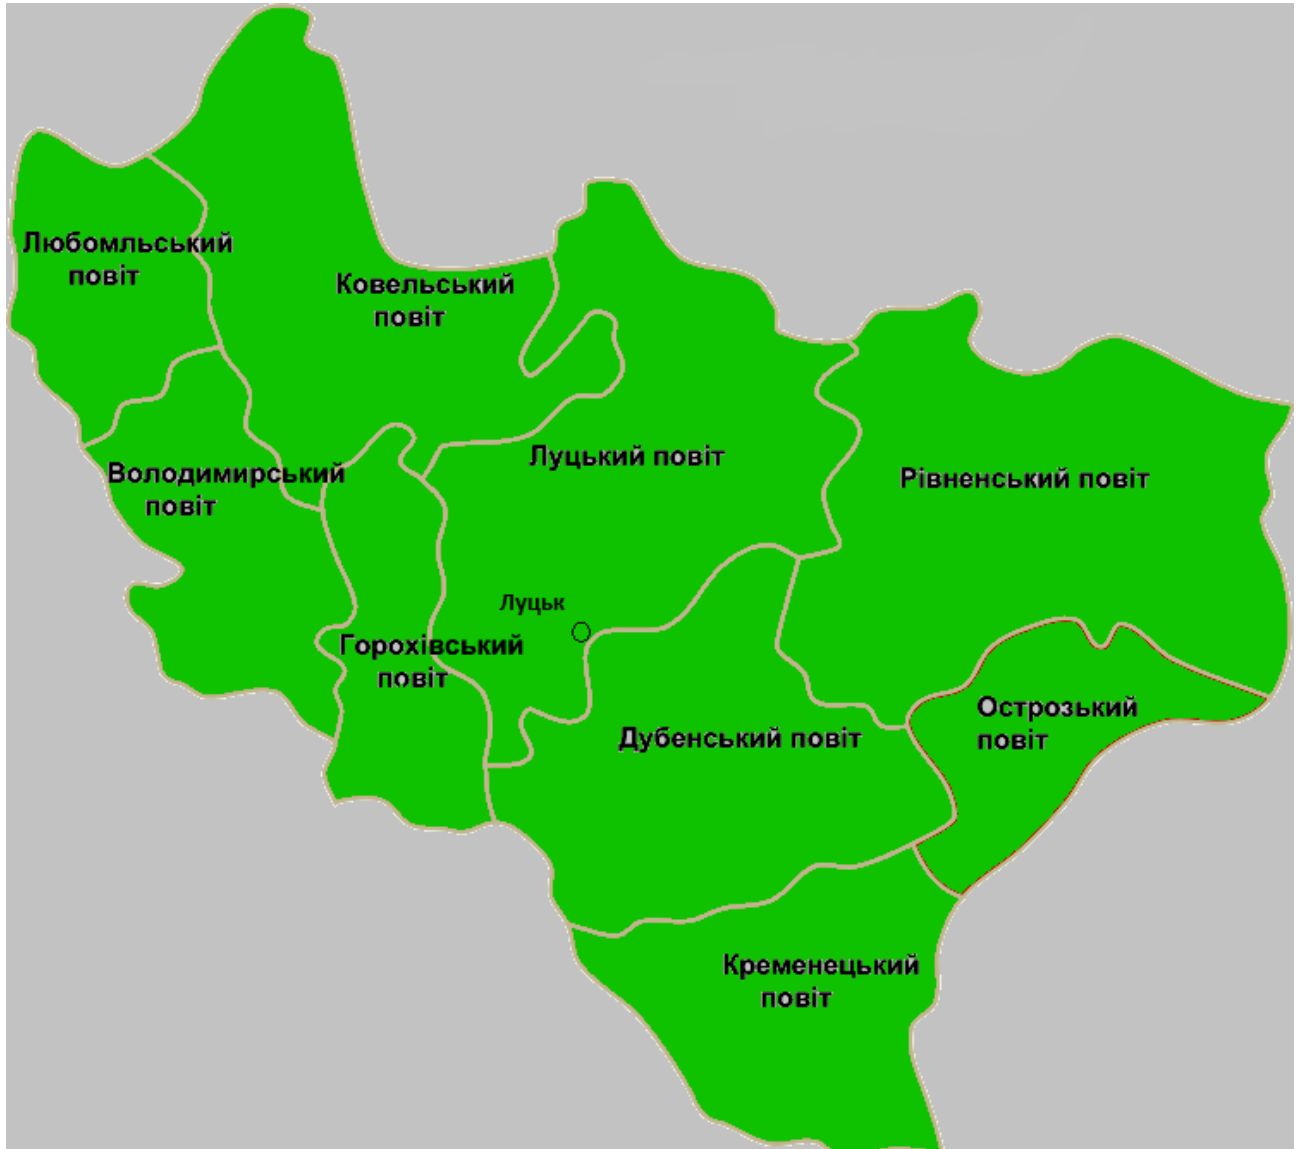 Любомльський
повіт
Ковельський
повіт
Луцький повіт
Рівненський повіт
Володимирський
повіт
Луцьк
Горохівський
повіт
Острозький
повіт
Дубенський повіт
Кременецький
повіт